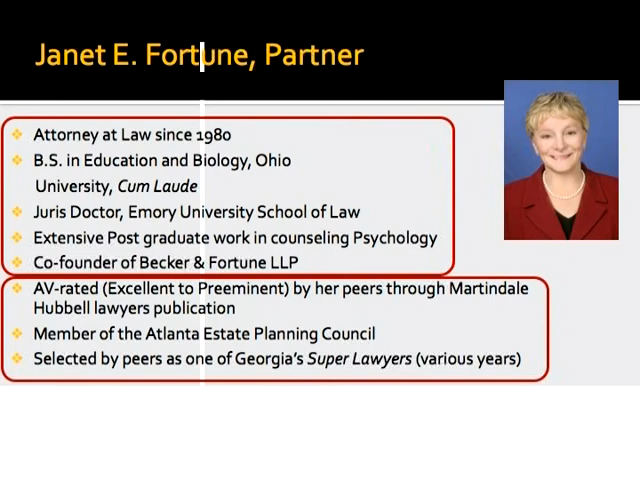 Janet E. Fortune, Partner
Attorney at Law since 1980
B.S. in Education and Biology, Ohio
University, Cum Laude
Juris Doctor, Emory University School of Law
Extensive Post graduate work in counseling Psychology
Co-founder of Becker & Fortune LLP
AV-rated (Excellent to Preeminent) by her peers through Martindale
Hubbell lawyers publication
Member of the Atlanta Estate Planning Council
Selected by peers as one of Georgia's Super Lawyers (various years)